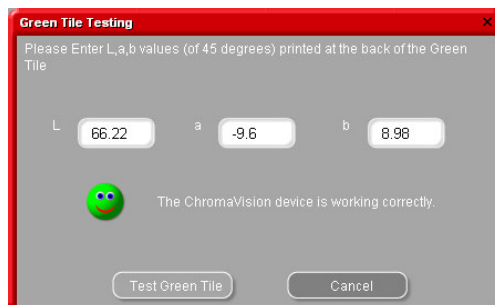 Green Tile Testing
Please Enter L,a,b values (of 45 degrees) printed at the back of the Green
Tile
L 66.22 a -9.6 b 8.98
The ChromaVision device is working correctly.
Test Green Tile Cancel